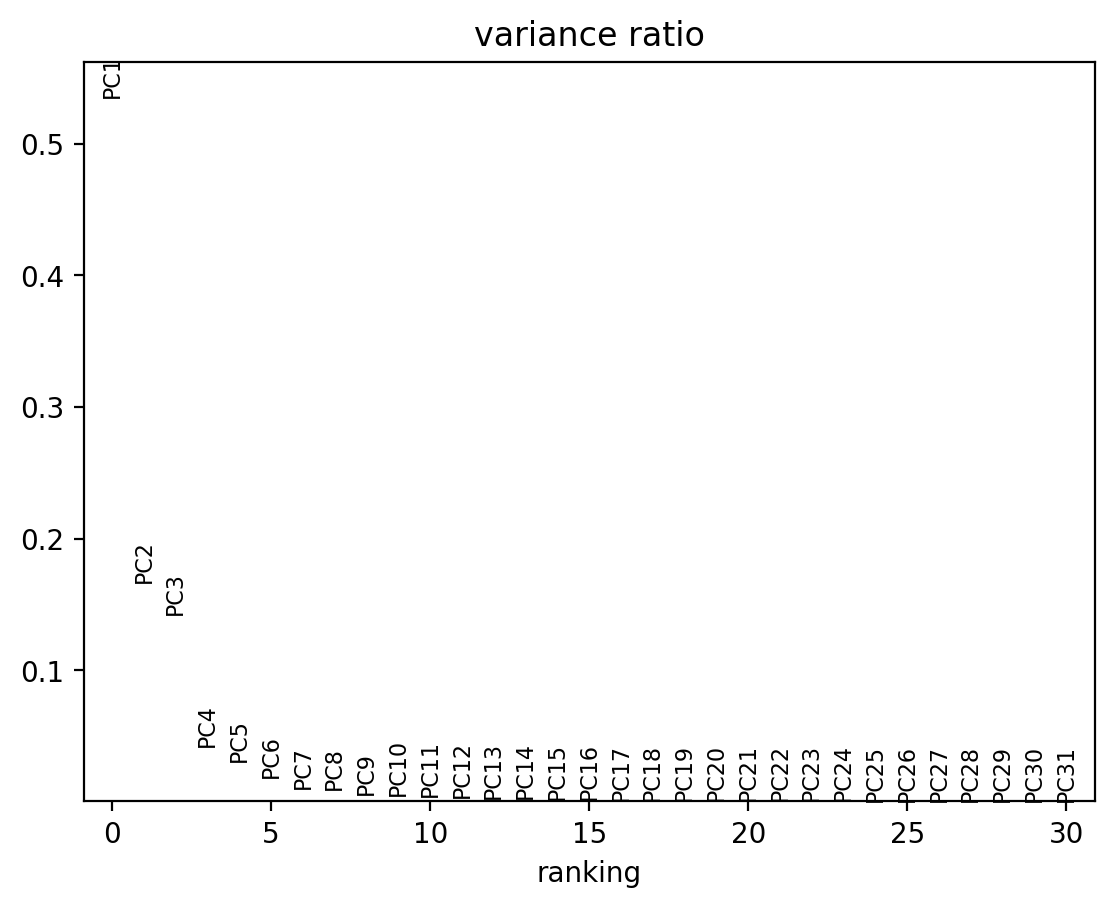 variance ratio
0.5
0.4
0.3
0.2
0.1
PC1
PC2
PC3
PC4
PC5
PC6
PC7
PC8
PC9
PC10
PC11
PC12
PC13
PC14
PC15
PC16
PC17
PC18
PC19
PC20
PC21
PC22
PC23
PC24
PC25
PC26
PC27
PC28
PC29
PC30
PC31
0 5 10 15 20 25 30
ranking